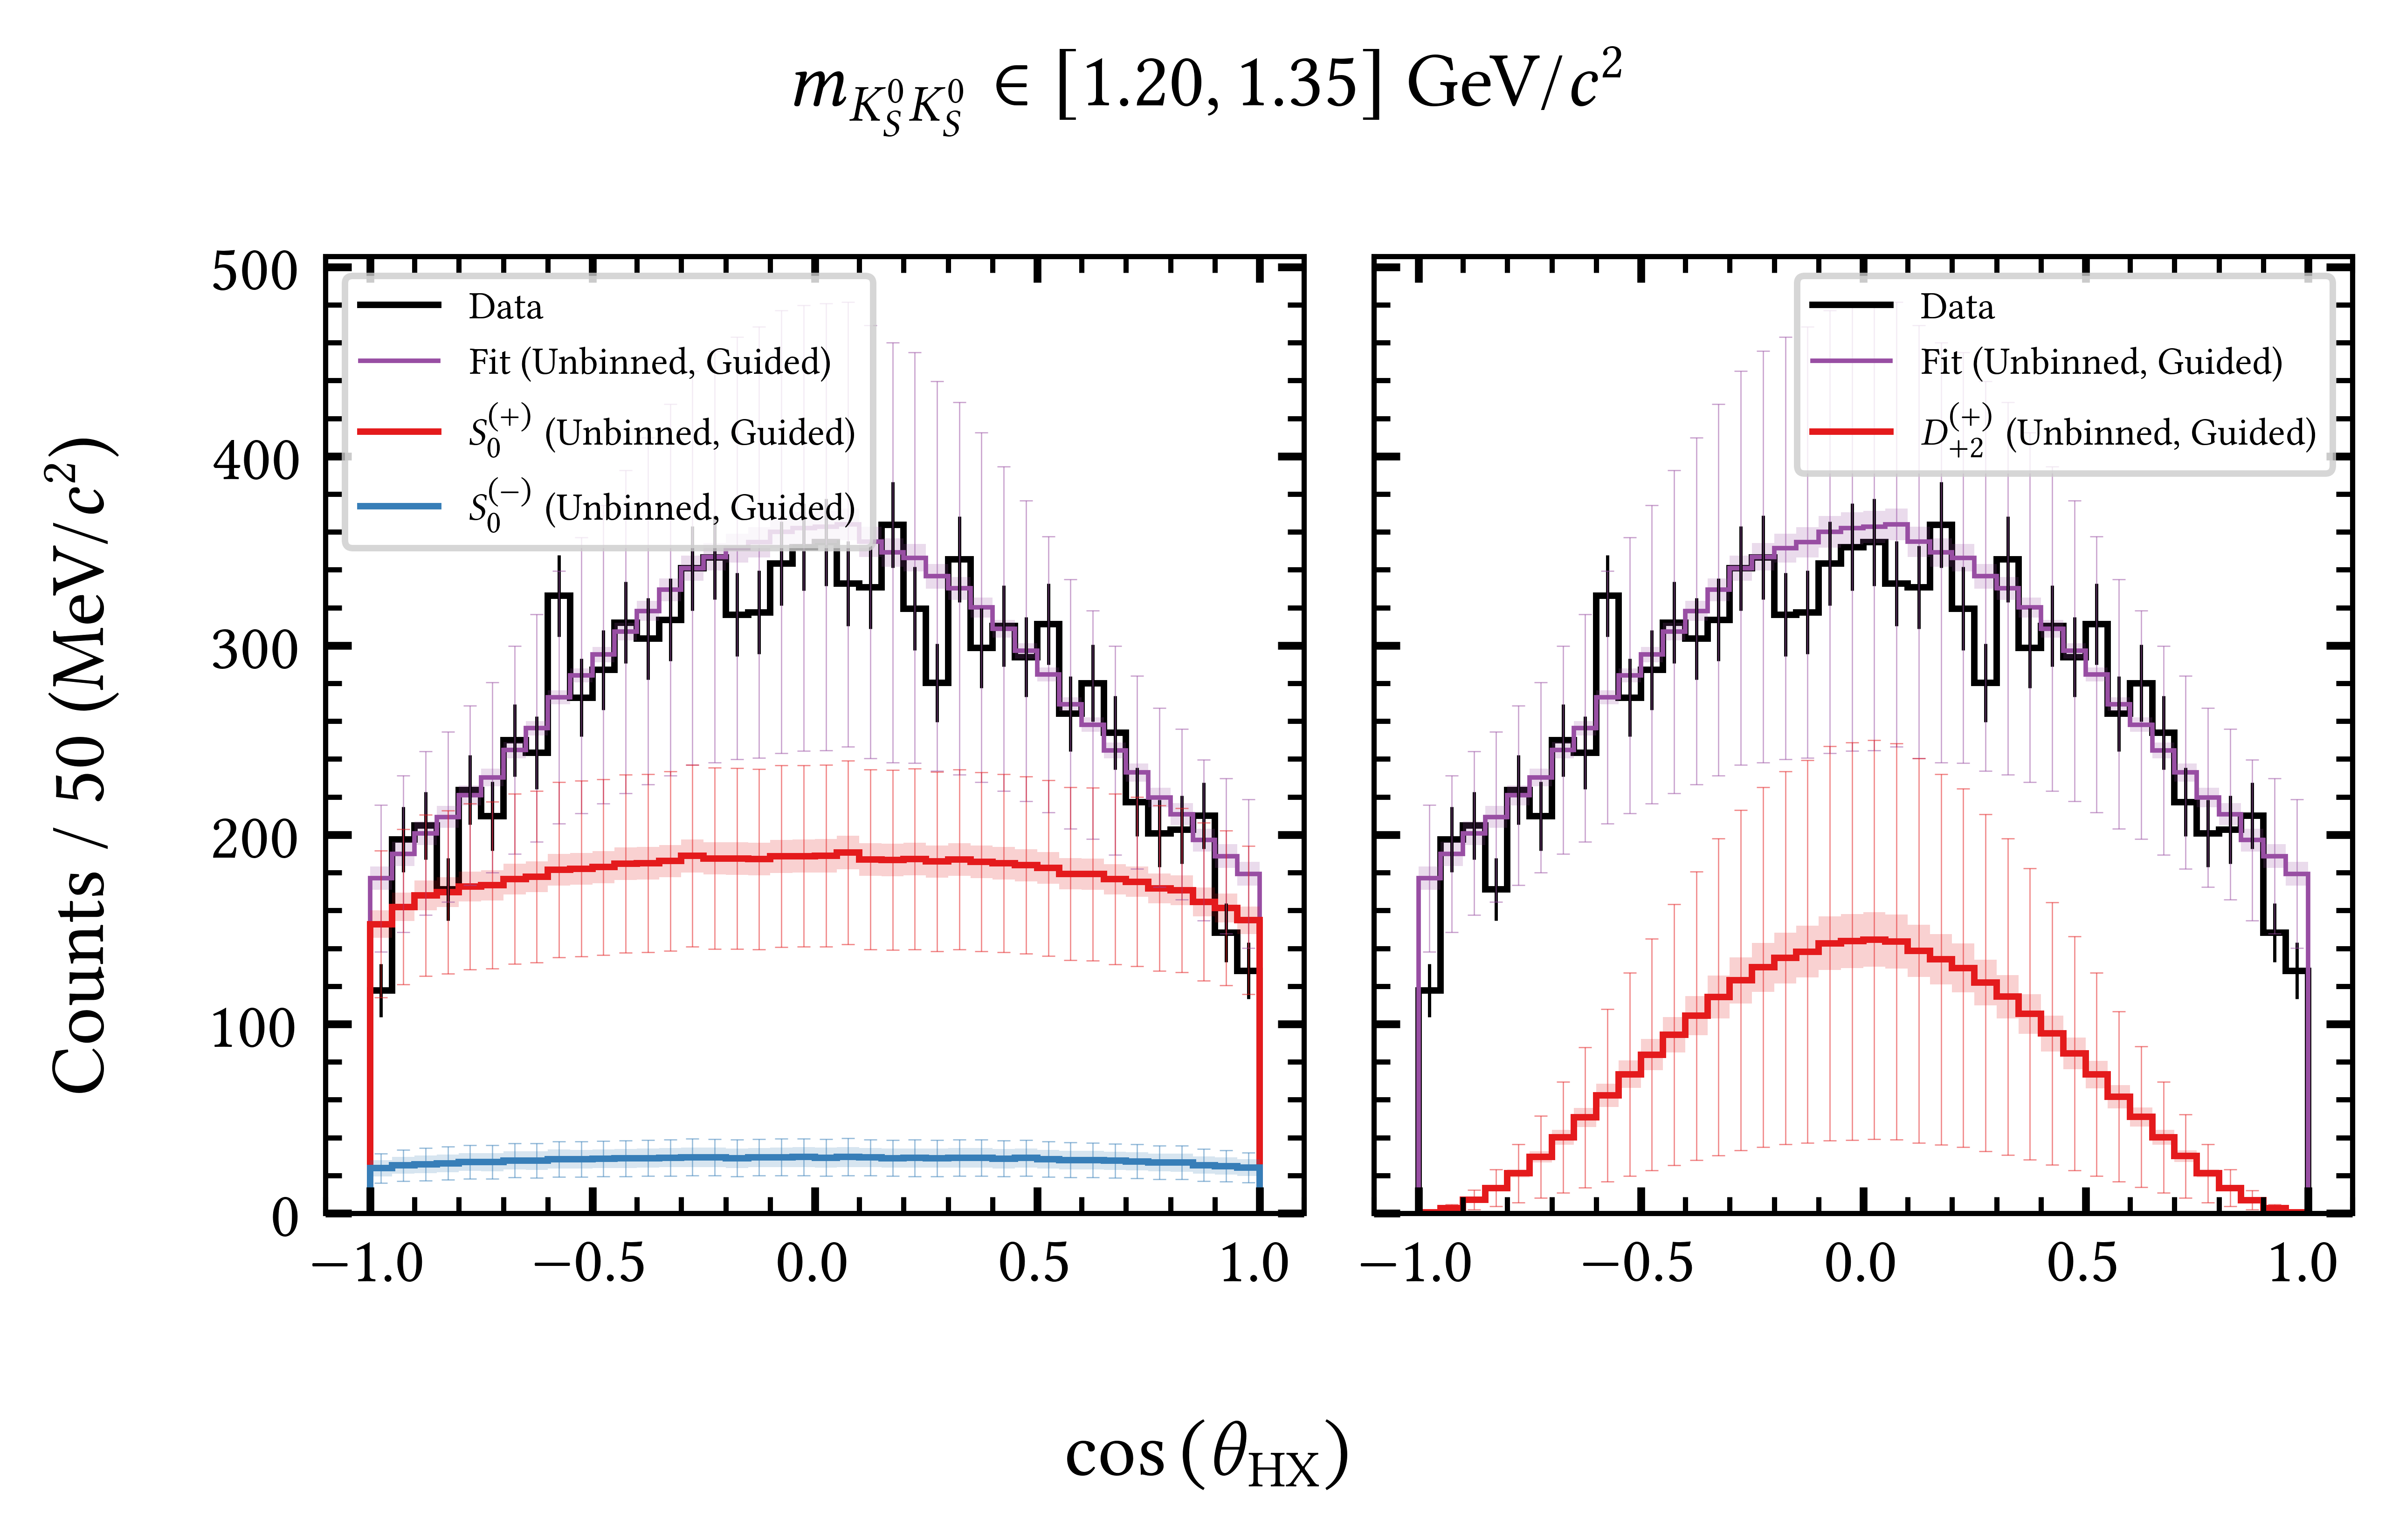 m_{K_S^0 K_S^0} ∈ [1.20, 1.35] GeV/c²
Counts / 50 (MeV/c²)
500
400
300
200
100
0
Data
Fit (Unbinned, Guided)
S_0^{(+)} (Unbinned, Guided)
S_0^{(−)} (Unbinned, Guided)
Data
Fit (Unbinned, Guided)
D_{+2}^{(+)} (Unbinned, Guided)
−1.0 −0.5 0.0 0.5 1.0
−1.0 −0.5 0.0 0.5 1.0
cos (θ_{HX})